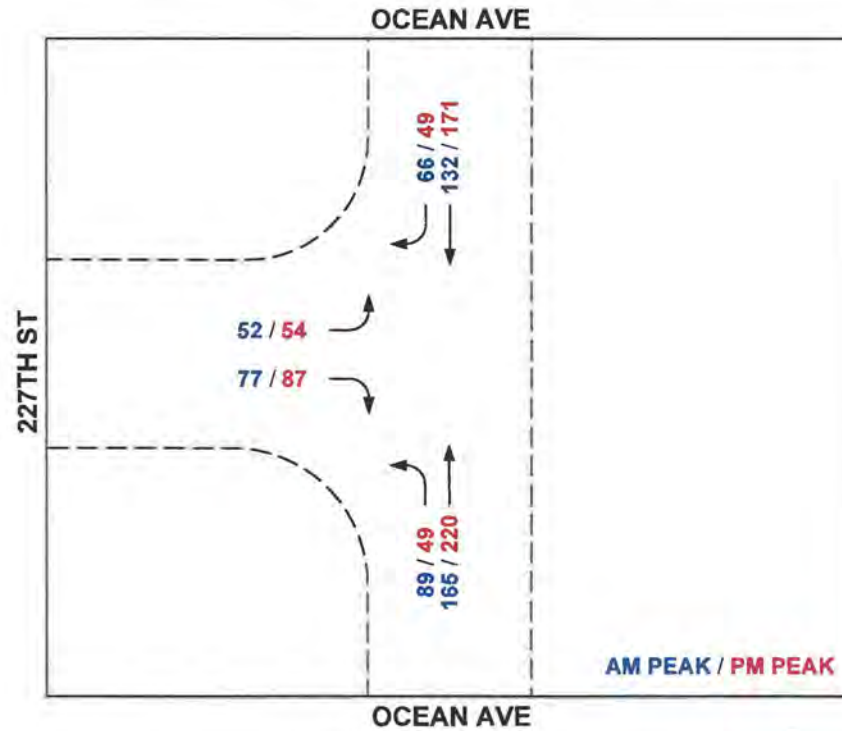 OCEAN AVE
66 / 49
132 / 171
52 / 54
77 / 87
227TH ST
89 / 49
165 / 220
AM PEAK / PM PEAK
OCEAN AVE